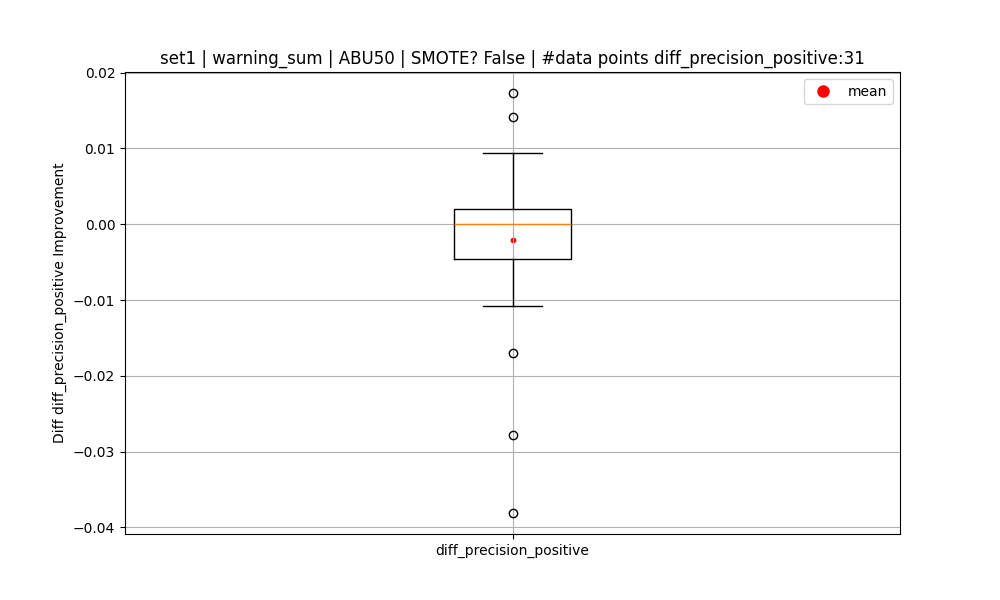 set1 | warning_sum | ABU50 | SMOTE? False | #data points diff_precision_positive:31
mean
0.02
0.01
0.00
−0.01
−0.02
−0.03
−0.04
Diff diff_precision_positive Improvement
diff_precision_positive